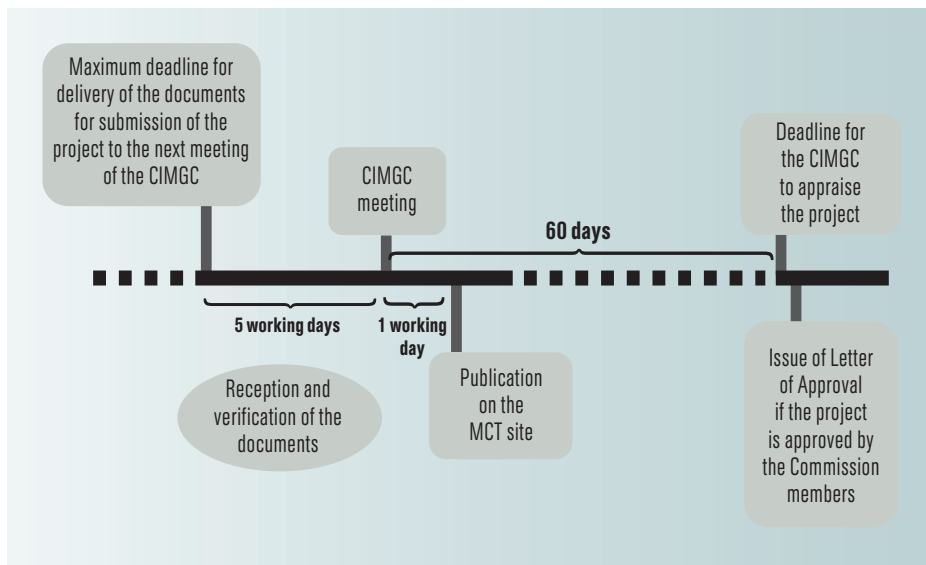 Maximum deadline for
delivery of the documents
for submission of the
project to the next meeting
of the CIMGC
CIMGC
meeting
Deadline for
the CIMGC
to appraise
the project
60 days
5 working days
1 working
day
Reception and
verification of the
documents
Publication
on the
MCT site
Issue of Letter
of Approval
if the project
is approved by
the Commission
members